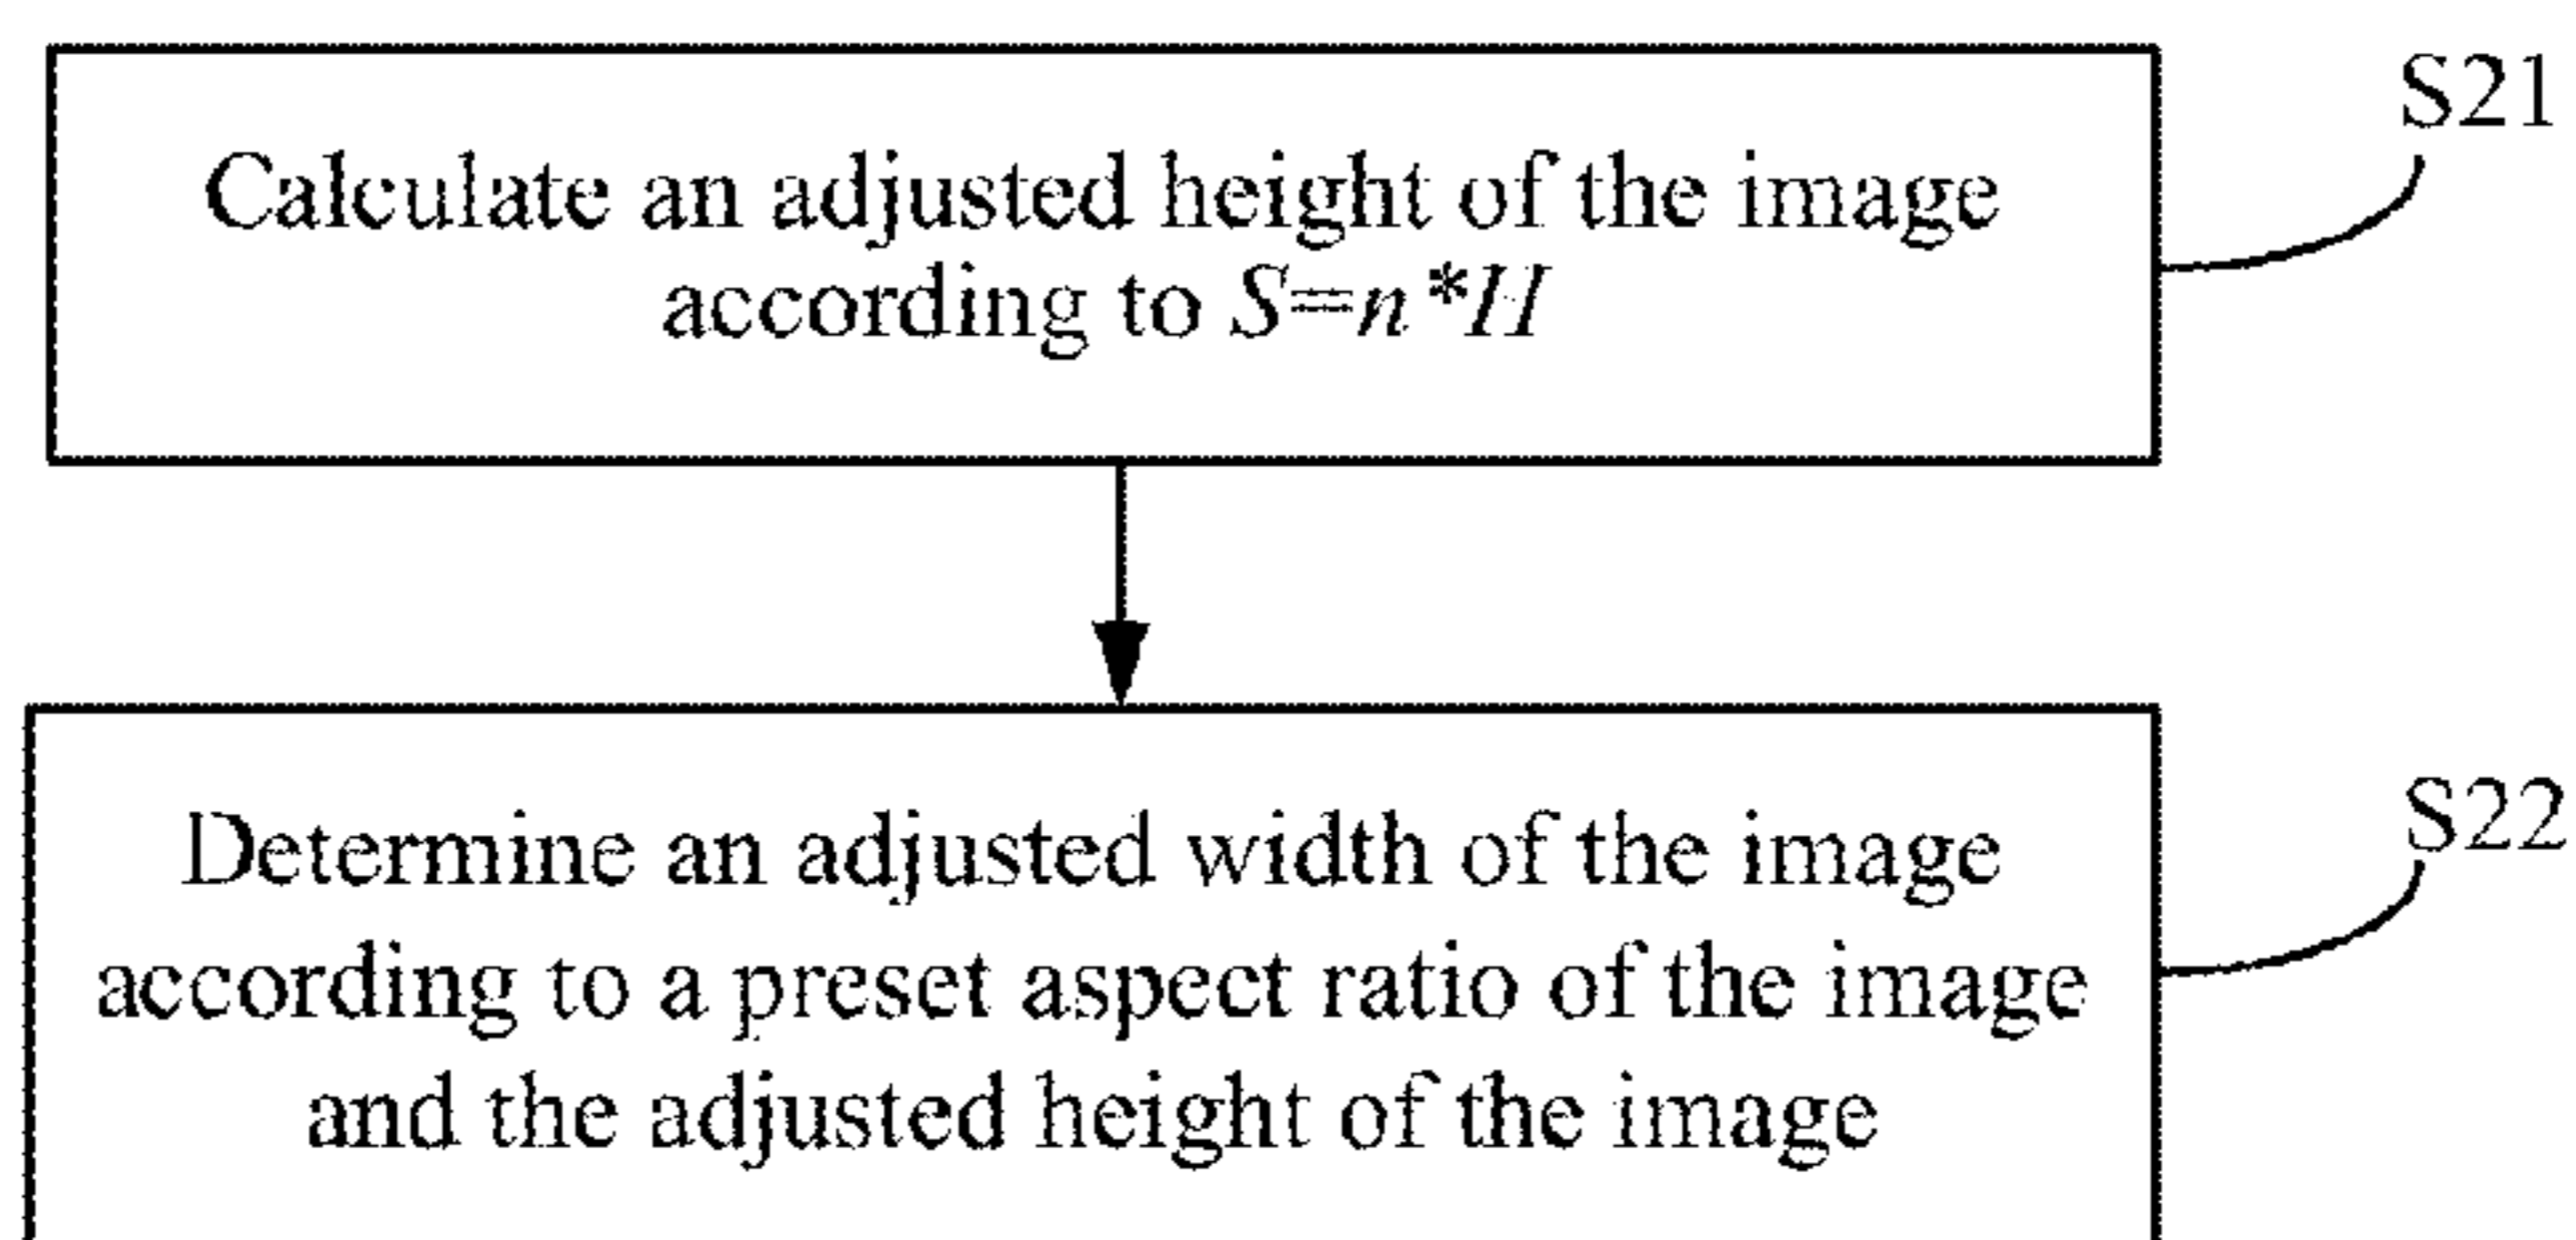 S21
Calculate an adjusted height of the image
according to S=n*H
S22
Determine an adjusted width of the image
according to a preset aspect ratio of the image
and the adjusted height of the image